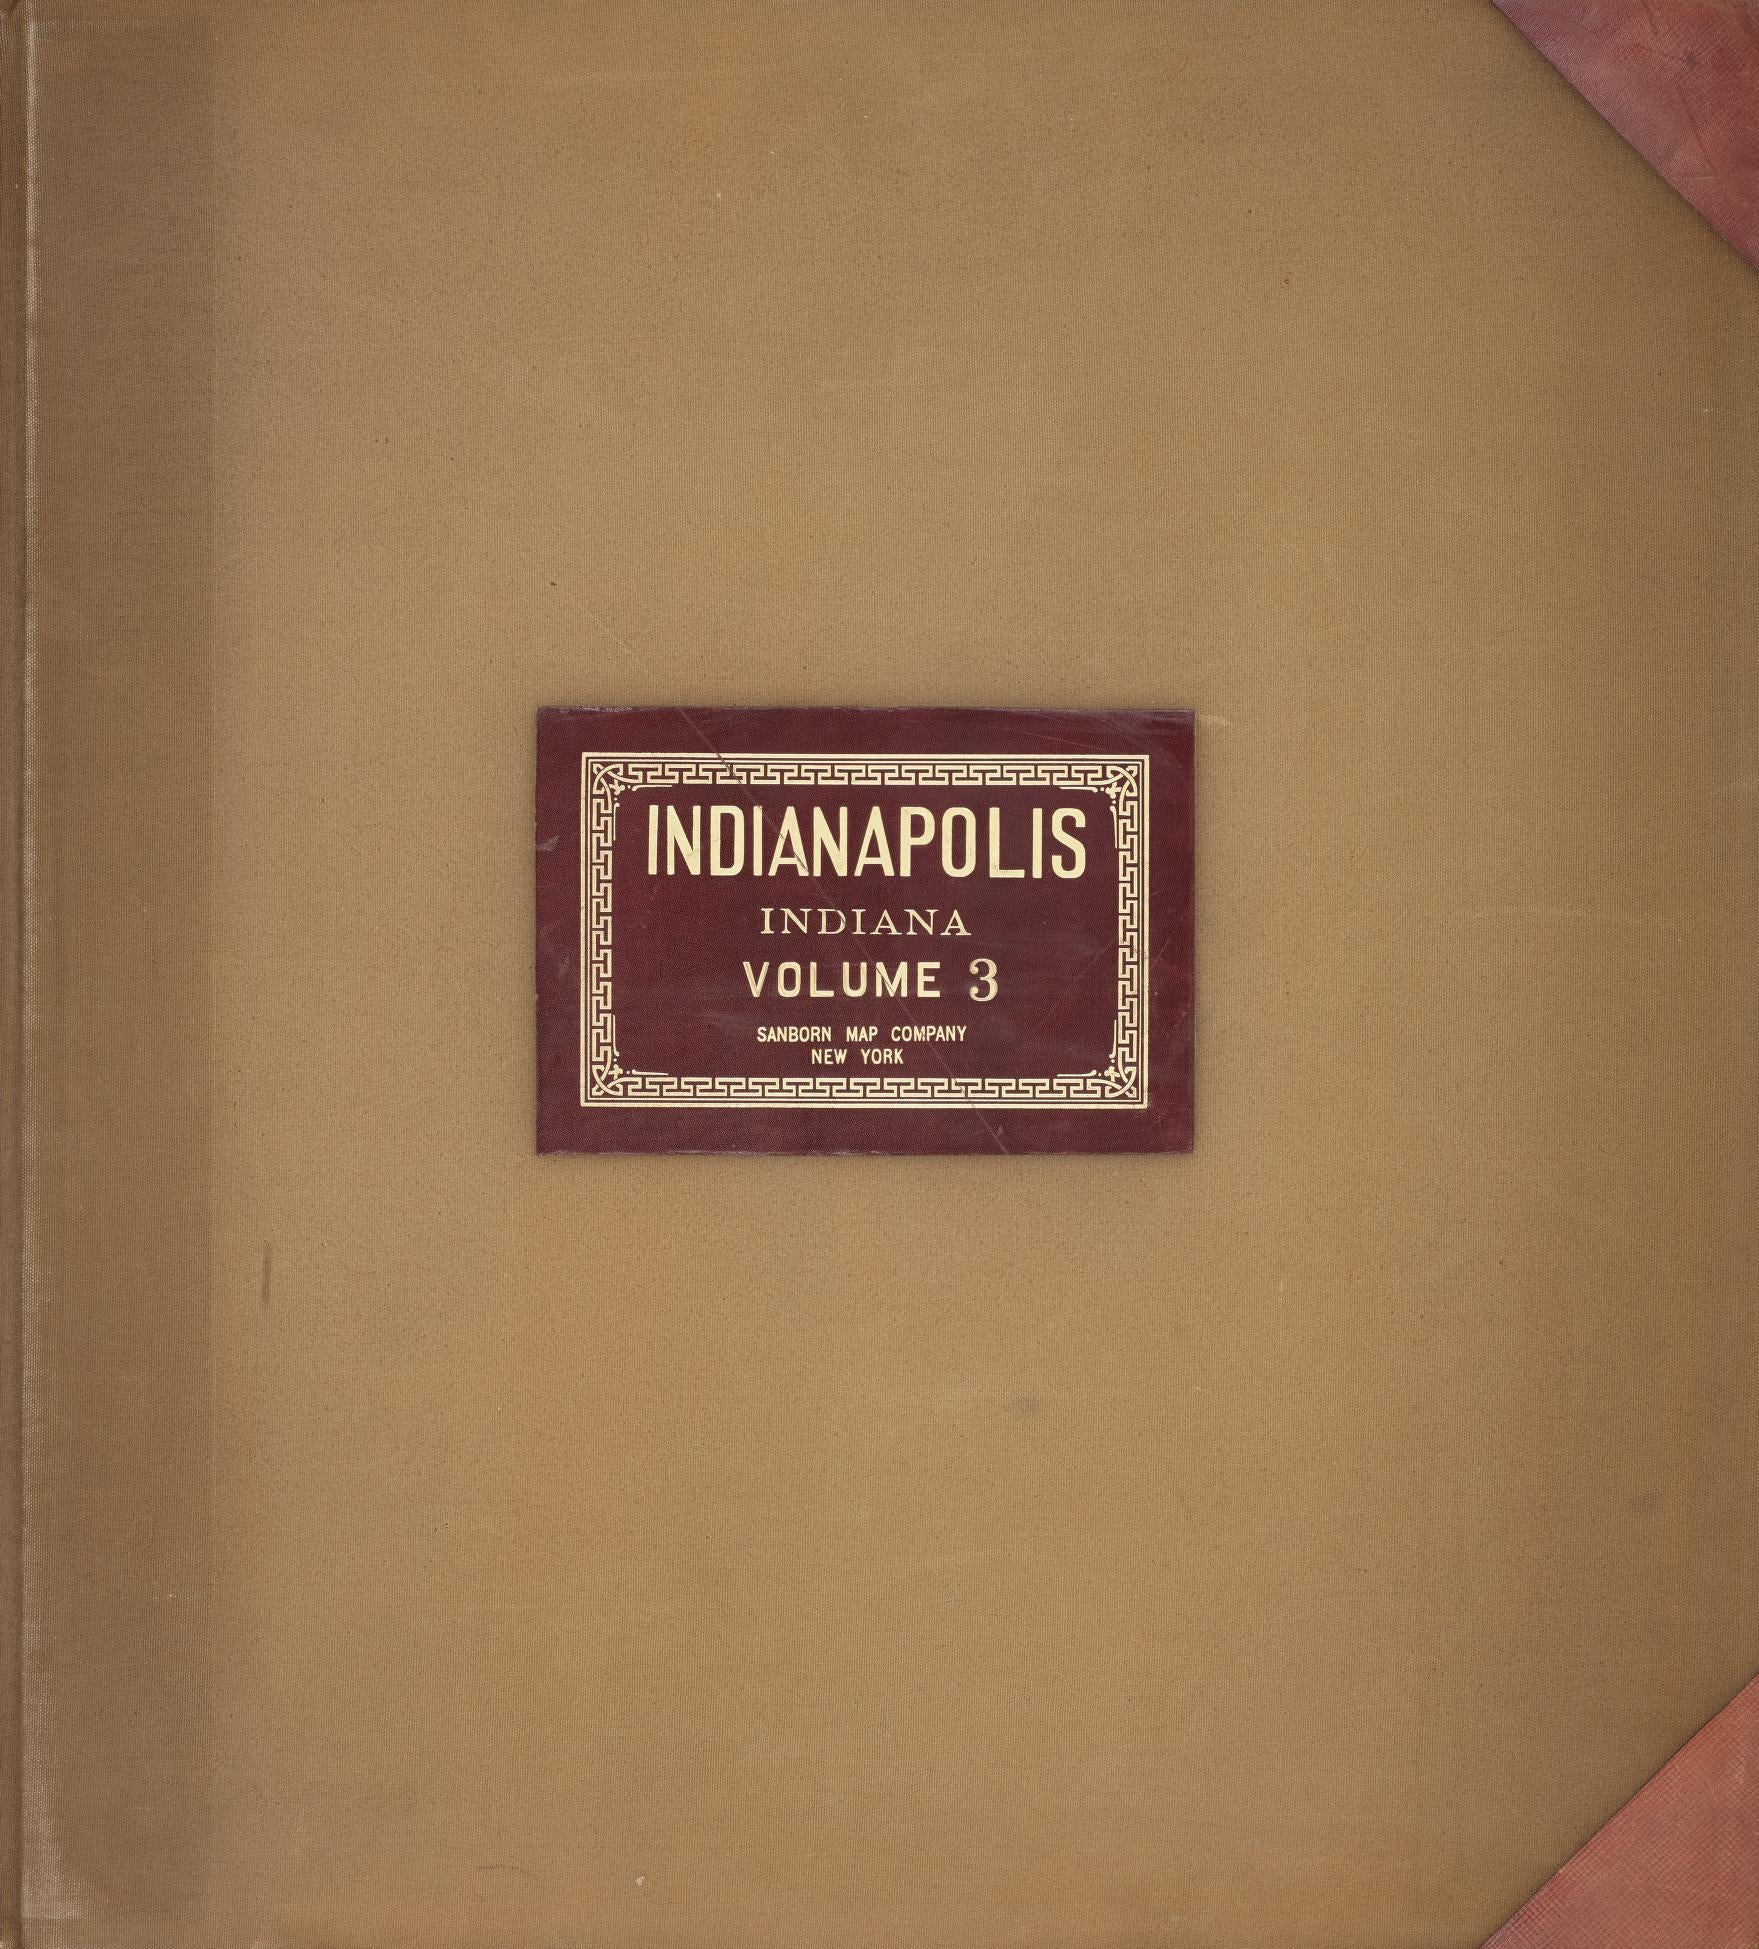 INDIANAPOLIS
INDIANA
VOLUME 3
SANBORN MAP COMPANY
NEW YORK